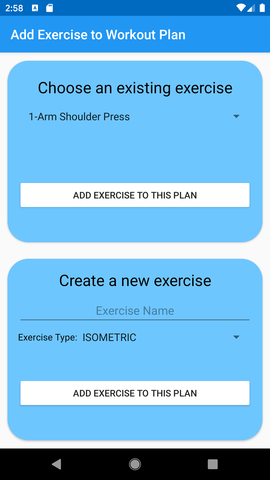 2:58
Add Exercise to Workout Plan
Choose an existing exercise
1-Arm Shoulder Press
ADD EXERCISE TO THIS PLAN
Create a new exercise
Exercise Name
Exercise Type: ISOMETRIC
ADD EXERCISE TO THIS PLAN